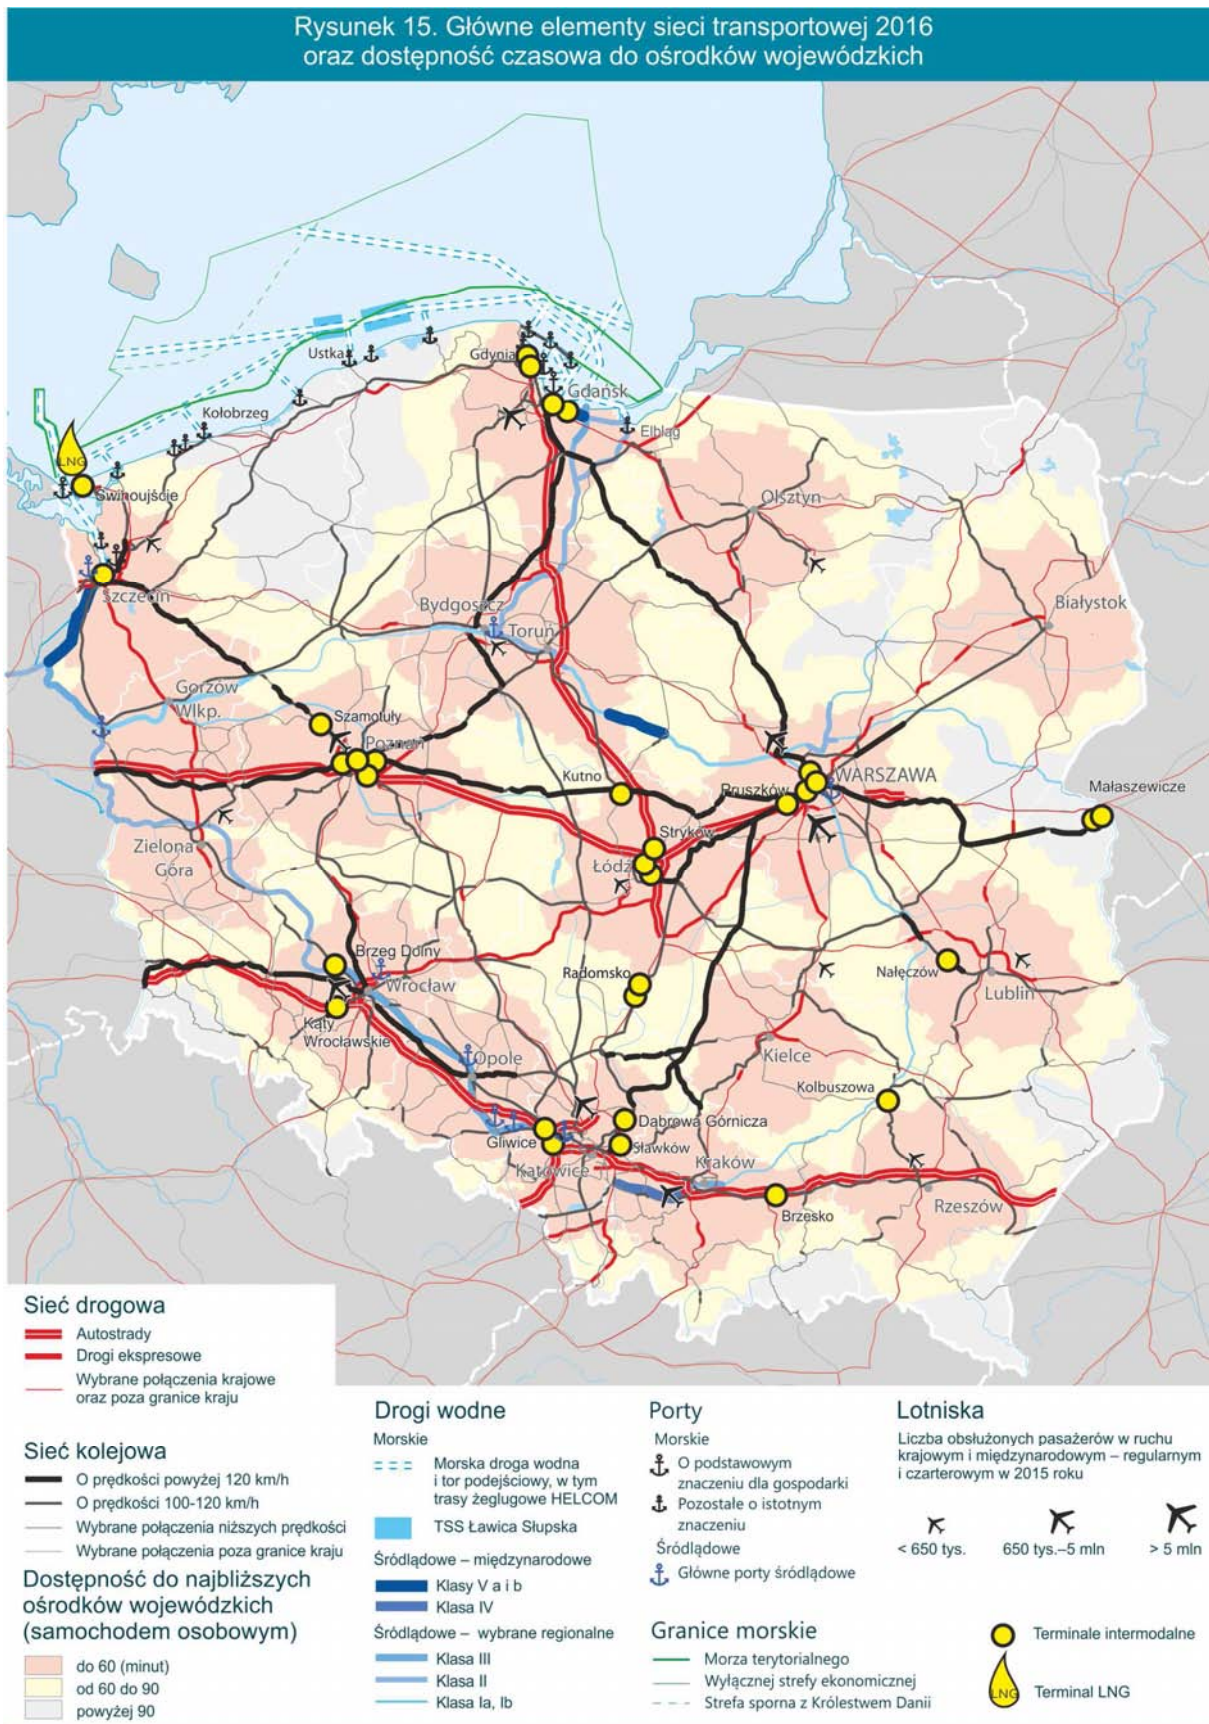 Rysunek 15. Główne elementy sieci transportowej 2016
oraz dostępność czasowa do ośrodków wojewódzkich
Ustka
Gdynia
Gdańsk
Kołobrzeg
Elbląg
LNG
Świnoujście
Olsztyn
Szczecin
Bydgoszcz
Toruń
Białystok
Gorzów
Wlkp.
Szamotuły
Poznań
Kutno
Pruszków
WARSZAWA
Małaszewicze
Stryków
Zielona
Góra
Łódź
Brzeg Dolny
Wrocław
Radomsko
Nałęczów
Lublin
Kąty
Wrocławskie
Opole
Kielce
Kolbuszowa
Dąbrowa Górnicza
Gliwice
Sławków
Katowice
Kraków
Rzeszów
Brzesko
Sieć drogowa
Autostrady
Drogi ekspresowe
Wybrane połączenia krajowe
oraz poza granice kraju
Sieć kolejowa
O prędkości powyżej 120 km/h
O prędkości 100-120 km/h
Wybrane połączenia niższych prędkości
Wybrane połączenia poza granice kraju
Dostępność do najbliższych
ośrodków wojewódzkich
(samochodem osobowym)
do 60 (minut)
od 60 do 90
powyżej 90
Drogi wodne
Morskie
Morska droga wodna
i tor podejściowy, w tym
trasy żeglugowe HELCOM
TSS Ławica Słupska
Śródlądowe – międzynarodowe
Klasy V a i b
Klasa IV
Śródlądowe – wybrane regionalne
Klasa III
Klasa II
Klasa Ia, Ib
Porty
Morskie
O podstawowym
znaczeniu dla gospodarki
Pozostałe o istotnym
znaczeniu
Śródlądowe
Główne porty śródlądowe
Granice morskie
Morza terytorialnego
Wyłącznej strefy ekonomicznej
Strefa sporna z Królestwem Danii
Lotniska
Liczba obsłużonych pasażerów w ruchu
krajowym i międzynarodowym – regularnym
i czarterowym w 2015 roku
< 650 tys.
650 tys.–5 mln
> 5 mln
Terminale intermodalne
LNG
Terminal LNG